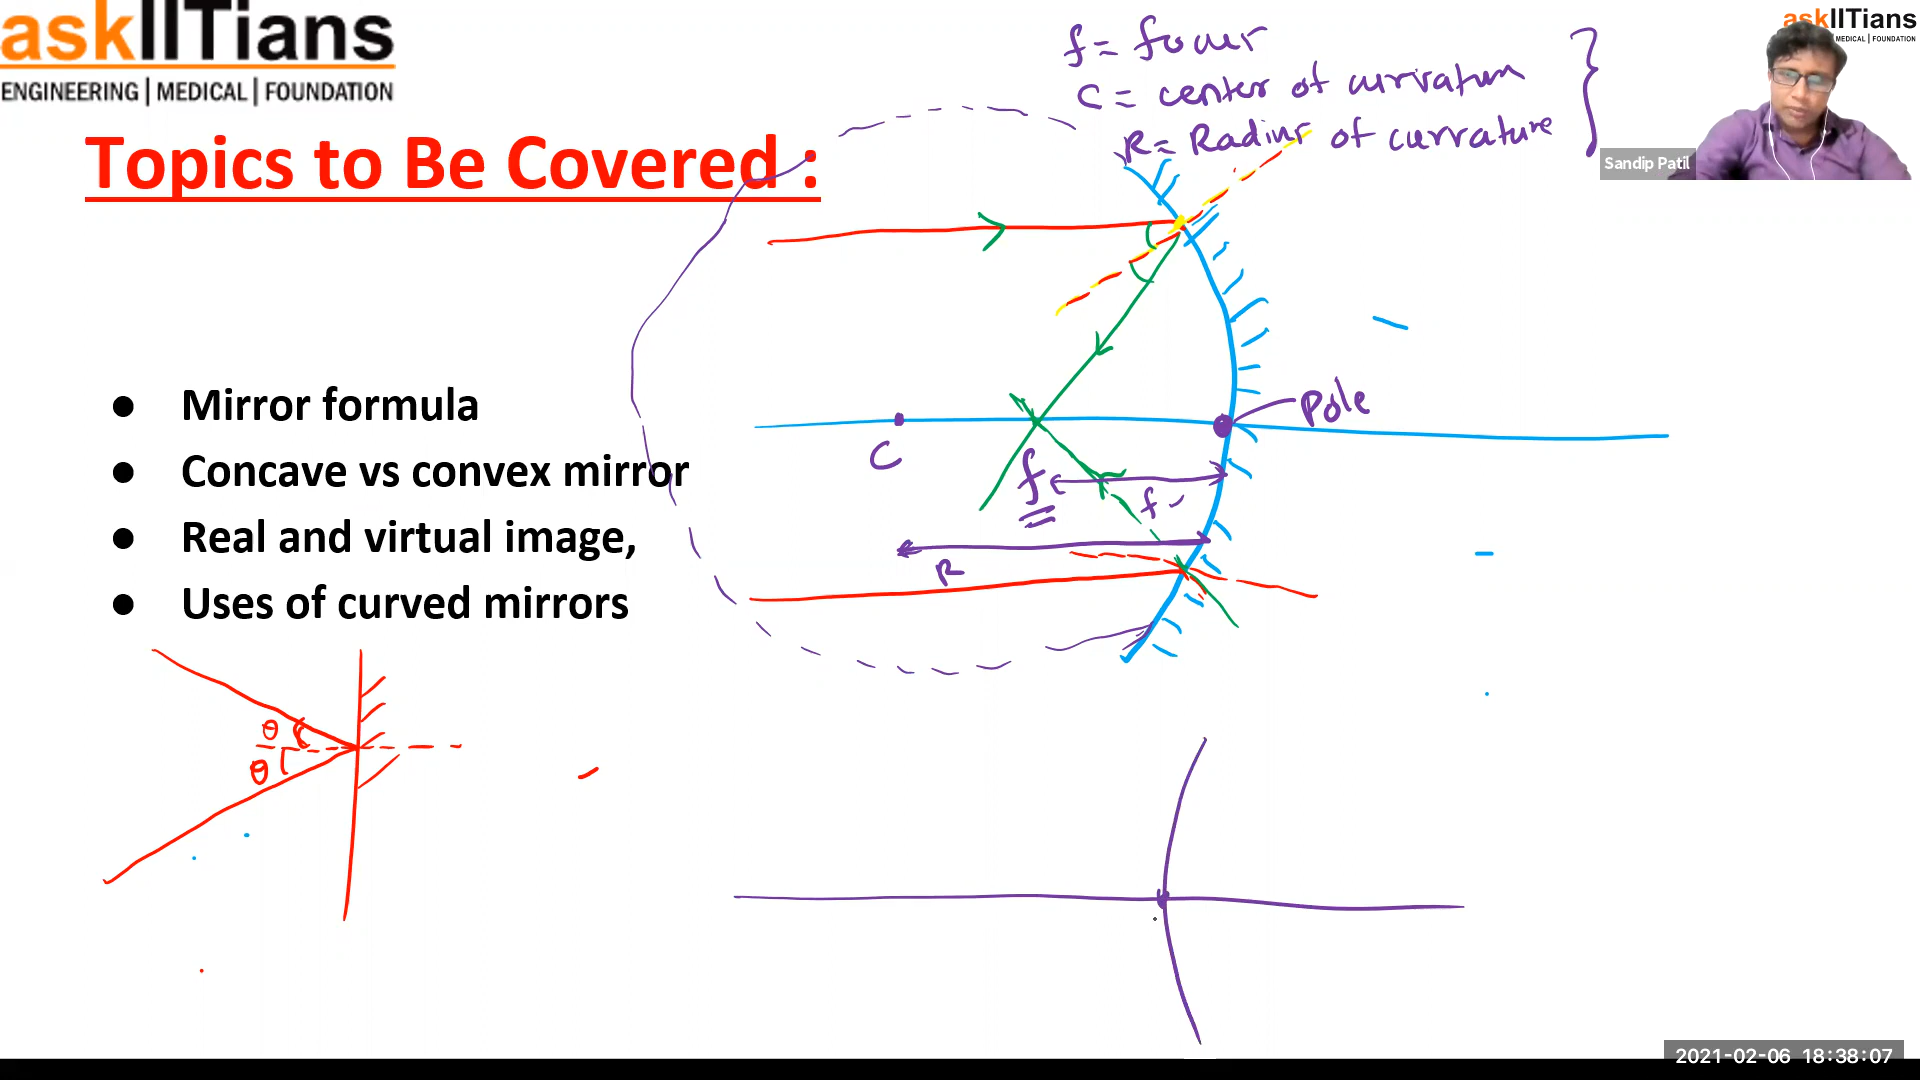 askIITians
ENGINEERING | MEDICAL | FOUNDATION
askIITians
MEDICAL | FOUNDATION
f = focus
C = center of curvature
R = Radius of curvature
Sandip Patil
Topics to Be Covered :
● Mirror formula
● Concave vs convex mirror
● Real and virtual image,
● Uses of curved mirrors
Pole
C
f
f
R
θ
θ
2021-02-06 18:38:07